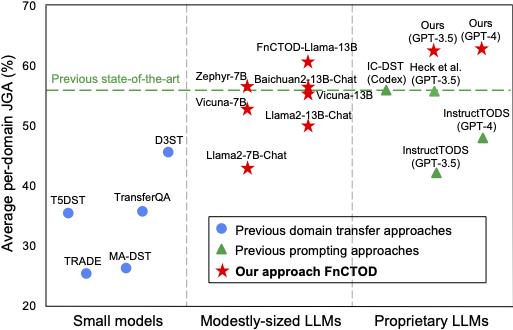 Average per-domain JGA (%)
70
60
50
40
30
20
Previous state-of-the-art
D3ST
T5DST
TransferQA
TRADE
MA-DST
FnCTOD-Llama-13B
Zephyr-7B
Baichuan2-13B-Chat
Vicuna-7B
Vicuna-13B
Llama2-13B-Chat
Llama2-7B-Chat
Ours
(GPT-3.5)
Ours
(GPT-4)
IC-DST
(Codex)
Heck et al.
(GPT-3.5)
InstructTODS
(GPT-4)
InstructTODS
(GPT-3.5)
Previous domain transfer approaches
Previous prompting approaches
Our approach FnCTOD
Small models
Modestly-sized LLMs
Proprietary LLMs